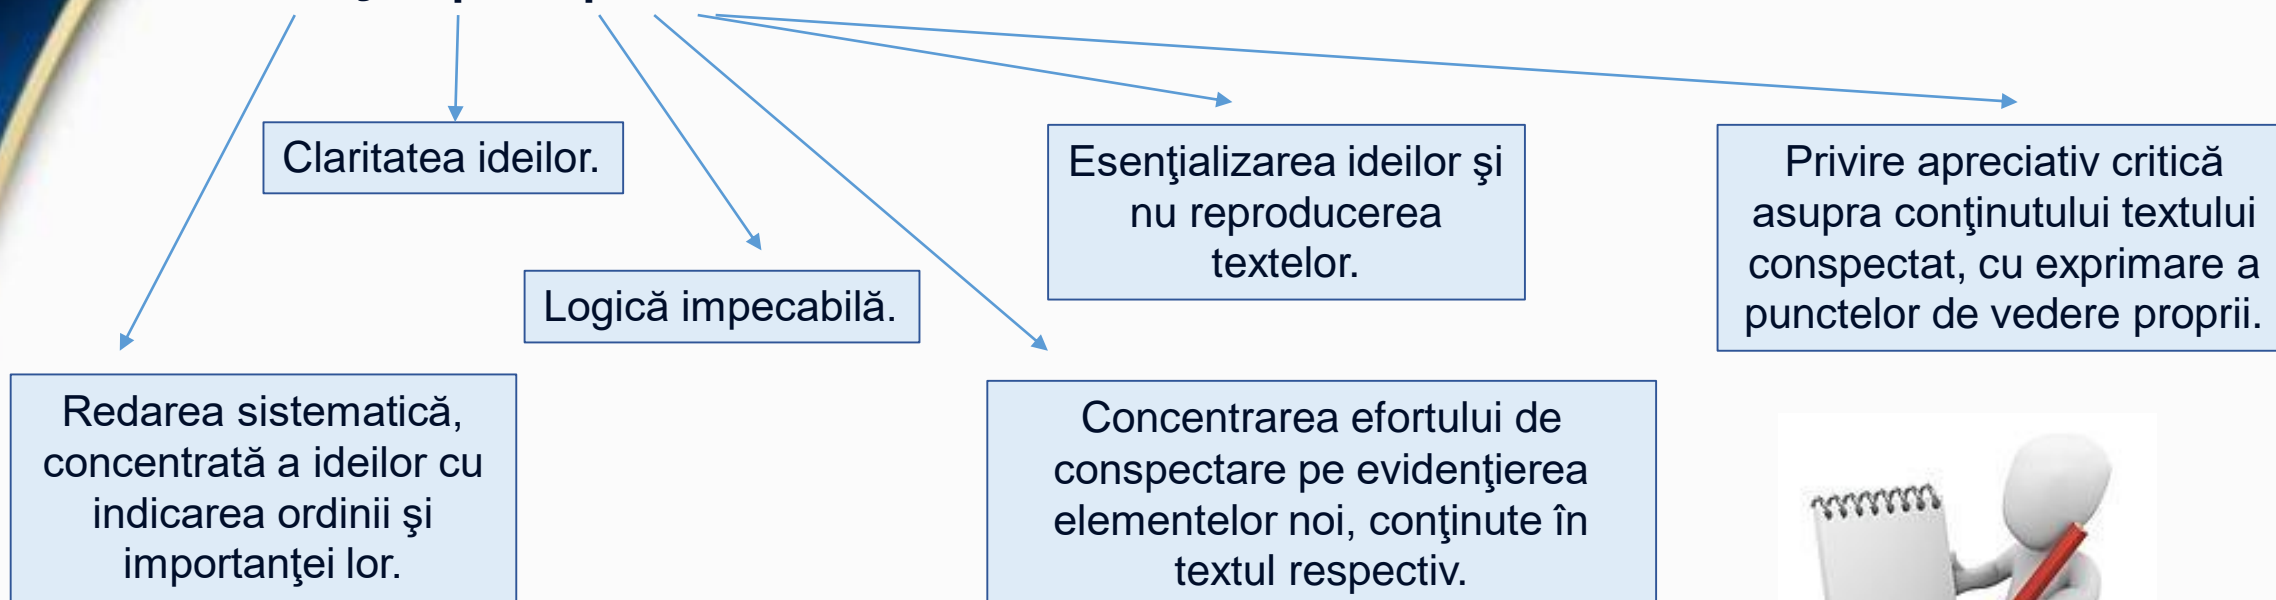 Claritatea ideilor.
Esenţializarea ideilor şi
nu reproducerea
textelor.
Privire apreciativ critică
asupra conţinutului textului
conspectat, cu exprimare a
punctelor de vedere proprii.
Logică impecabilă.
Redarea sistematică,
concentrată a ideilor cu
indicarea ordinii şi
importanţei lor.
Concentrarea efortului de
conspectare pe evidenţierea
elementelor noi, conţinute în
textul respectiv.